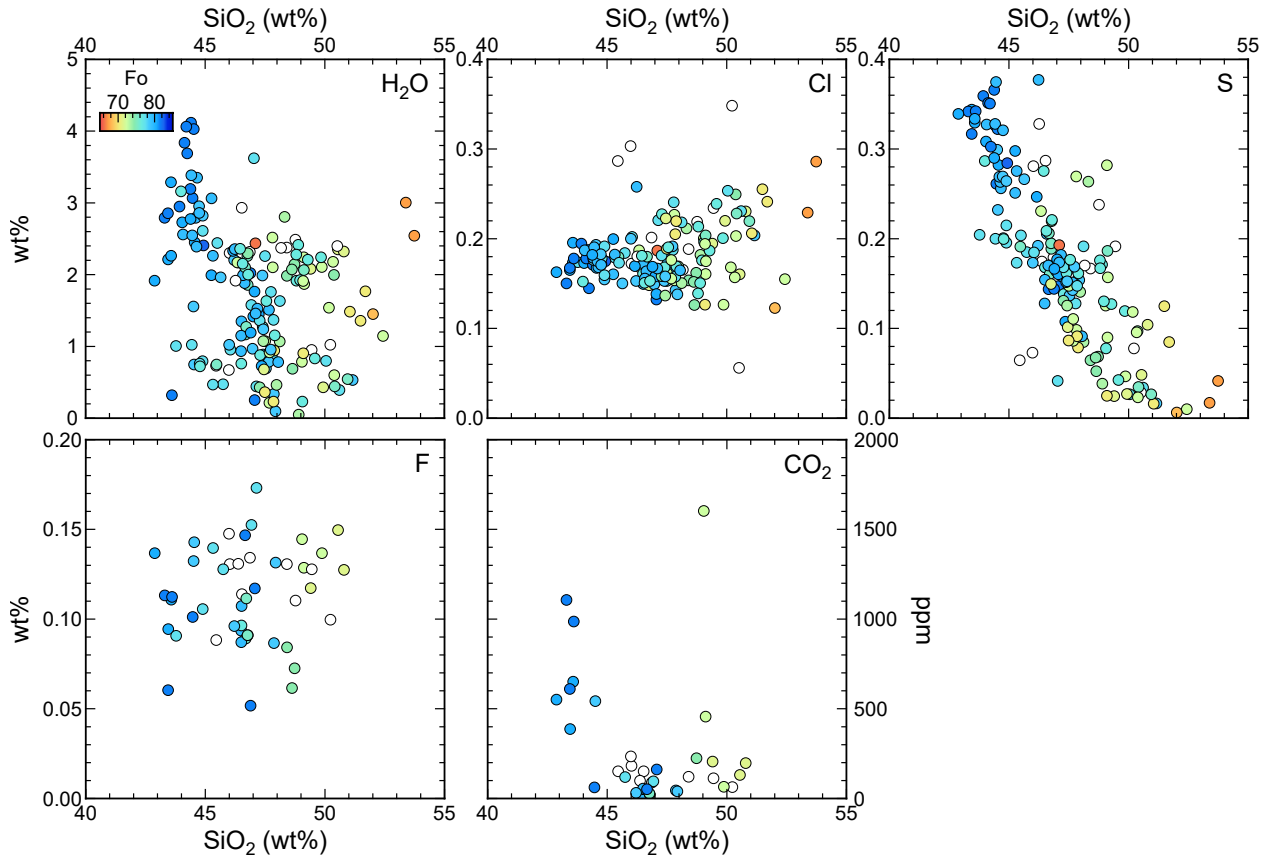 SiO2 (wt%) SiO2 (wt%) SiO2 (wt%)
40 45 50 55 40 45 50 55 40 45 50 55
5 Fo H2O 0.4 Cl 0.4 S
70 80
4
0.3 0.3
3
wt% 0.2 0.2
2
0.1 0.1
1
0 0.0 0.0
0.20 F CO2 2000
0.15 1500
wt% 0.10 1000 ppm
0.05 500
0.00 0
40 45 50 55 40 45 50 55
SiO2 (wt%) SiO2 (wt%)